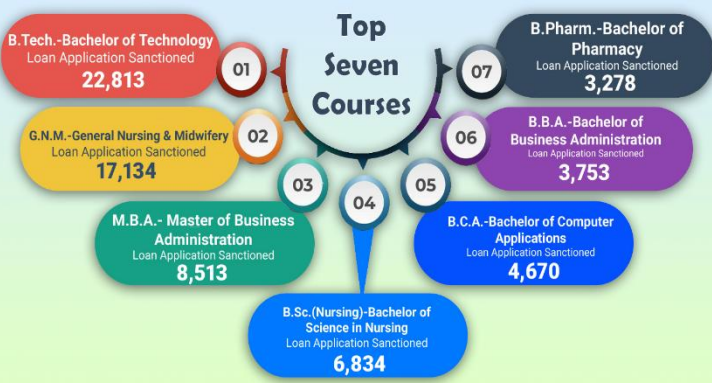 Top
Seven
Courses
01
B.Tech.-Bachelor of Technology
Loan Application Sanctioned
22,813
02
G.N.M.-General Nursing & Midwifery
Loan Application Sanctioned
17,134
03
M.B.A.- Master of Business
Administration
Loan Application Sanctioned
8,513
04
B.Sc.(Nursing)-Bachelor of
Science in Nursing
Loan Application Sanctioned
6,834
05
B.C.A.-Bachelor of Computer
Applications
Loan Application Sanctioned
4,670
06
B.B.A.-Bachelor of
Business Administration
Loan Application Sanctioned
3,753
07
B.Pharm.-Bachelor of
Pharmacy
Loan Application Sanctioned
3,278